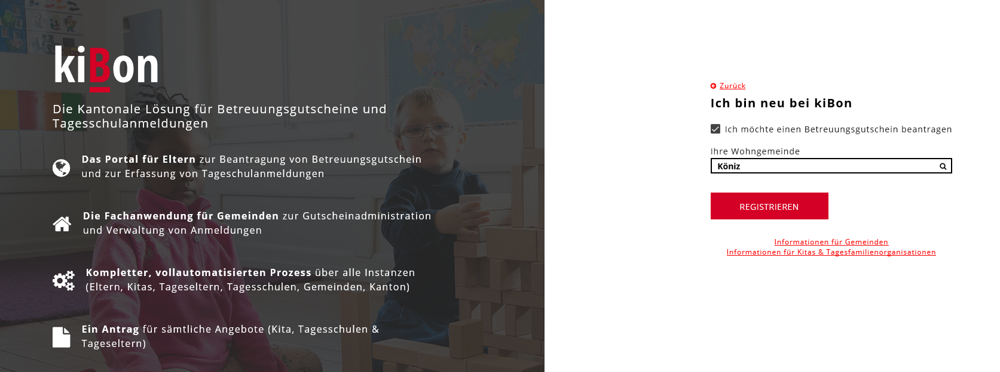 kiBon
Die Kantonale Lösung für Betreuungsgutscheine und
Tagesschulanmeldungen
Das Portal für Eltern zur Beantragung von Betreuungsgutschein
und zur Erfassung von Tageschulanmeldungen
Die Fachanwendung für Gemeinden zur Gutscheinadministration
und Verwaltung von Anmeldungen
Kompletter, vollautomatisierten Prozess über alle Instanzen
(Eltern, Kitas, Tageseltern, Tagesschulen, Gemeinden, Kanton)
Ein Antrag für sämtliche Angebote (Kita, Tagesschulen &
Tageseltern)
Zurück
Ich bin neu bei kiBon
Ich möchte einen Betreuungsgutschein beantragen
Ihre Wohngemeinde
Köniz
REGISTRIEREN
Informationen für Gemeinden
Informationen für Kitas & Tagesfamilienorganisationen